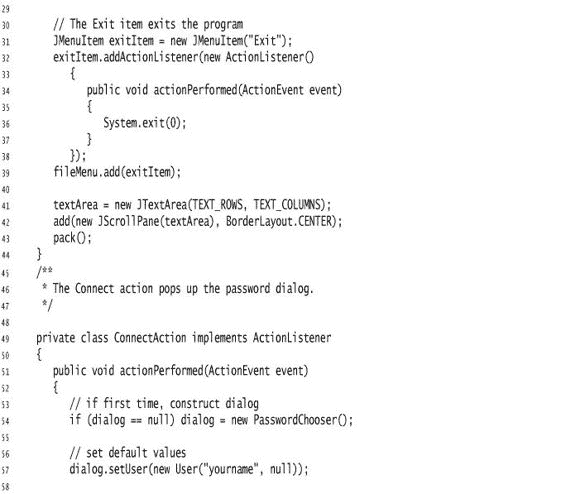 29
30 // The Exit item exits the program
31 JMenuItem exitItem = new JMenuItem("Exit");
32 exitItem.addActionListener(new ActionListener()
33 {
34 public void actionPerformed(ActionEvent event)
35 {
36 System.exit(0);
37 }
38 });
39 fileMenu.add(exitItem);
40
41 textArea = new JTextArea(TEXT_ROWS, TEXT_COLUMNS);
42 add(new JScrollPane(textArea), BorderLayout.CENTER);
43 pack();
44 }
45 /**
46 * The Connect action pops up the password dialog.
47 */
48
49 private class ConnectAction implements ActionListener
50 {
51 public void actionPerformed(ActionEvent event)
52 {
53 // if first time, construct dialog
54 if (dialog == null) dialog = new PasswordChooser();
55
56 // set default values
57 dialog.setUser(new User("yourname", null));
58